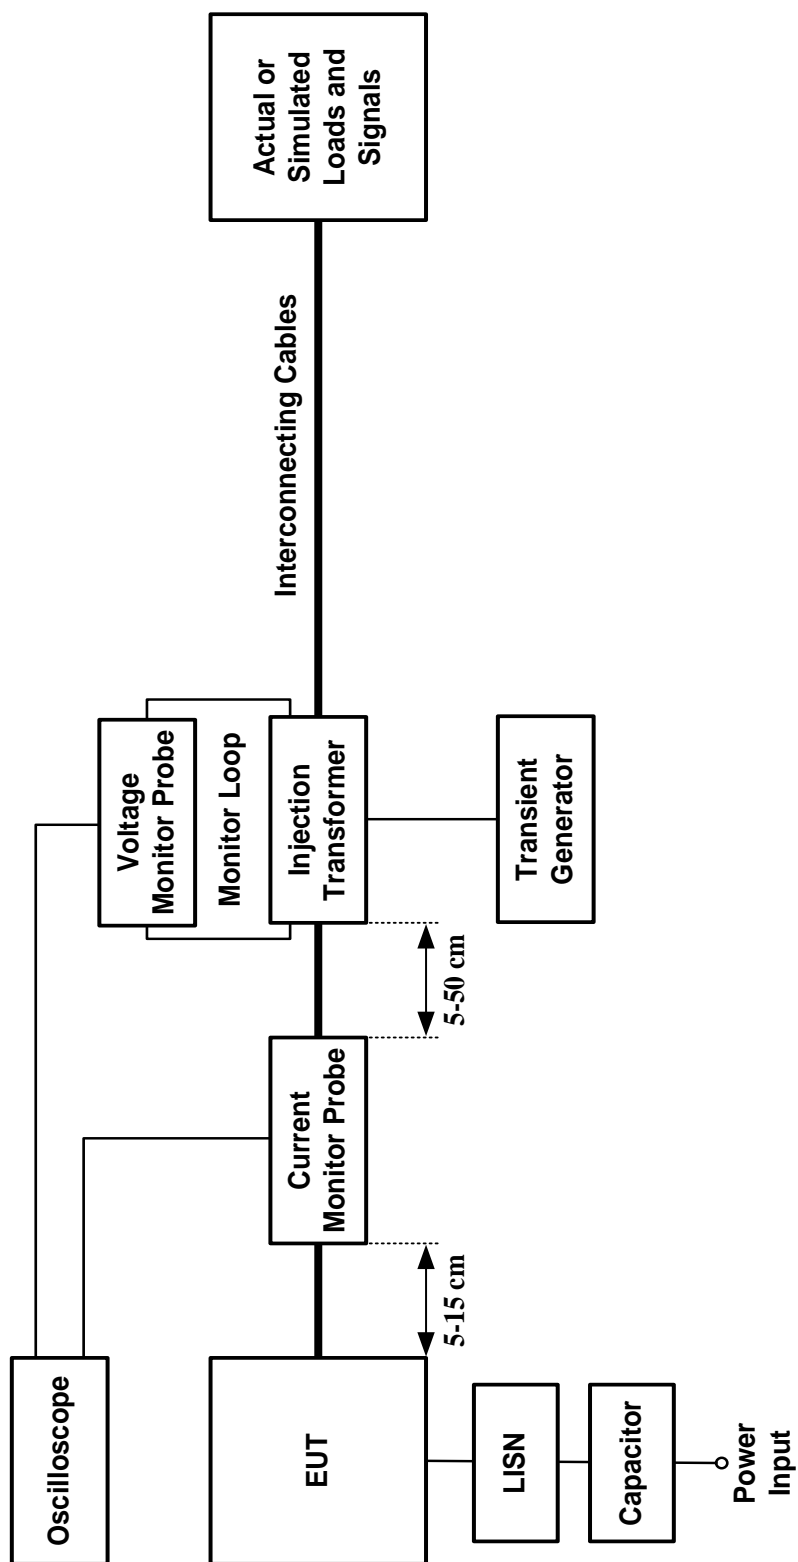 Oscilloscope
Voltage
Monitor Probe
Monitor Loop
EUT
Current
Monitor Probe
Injection
Transformer
Interconnecting Cables
Actual or
Simulated
Loads and
Signals
5-15 cm
5-50 cm
LISN
Transient
Generator
Capacitor
Power
Input